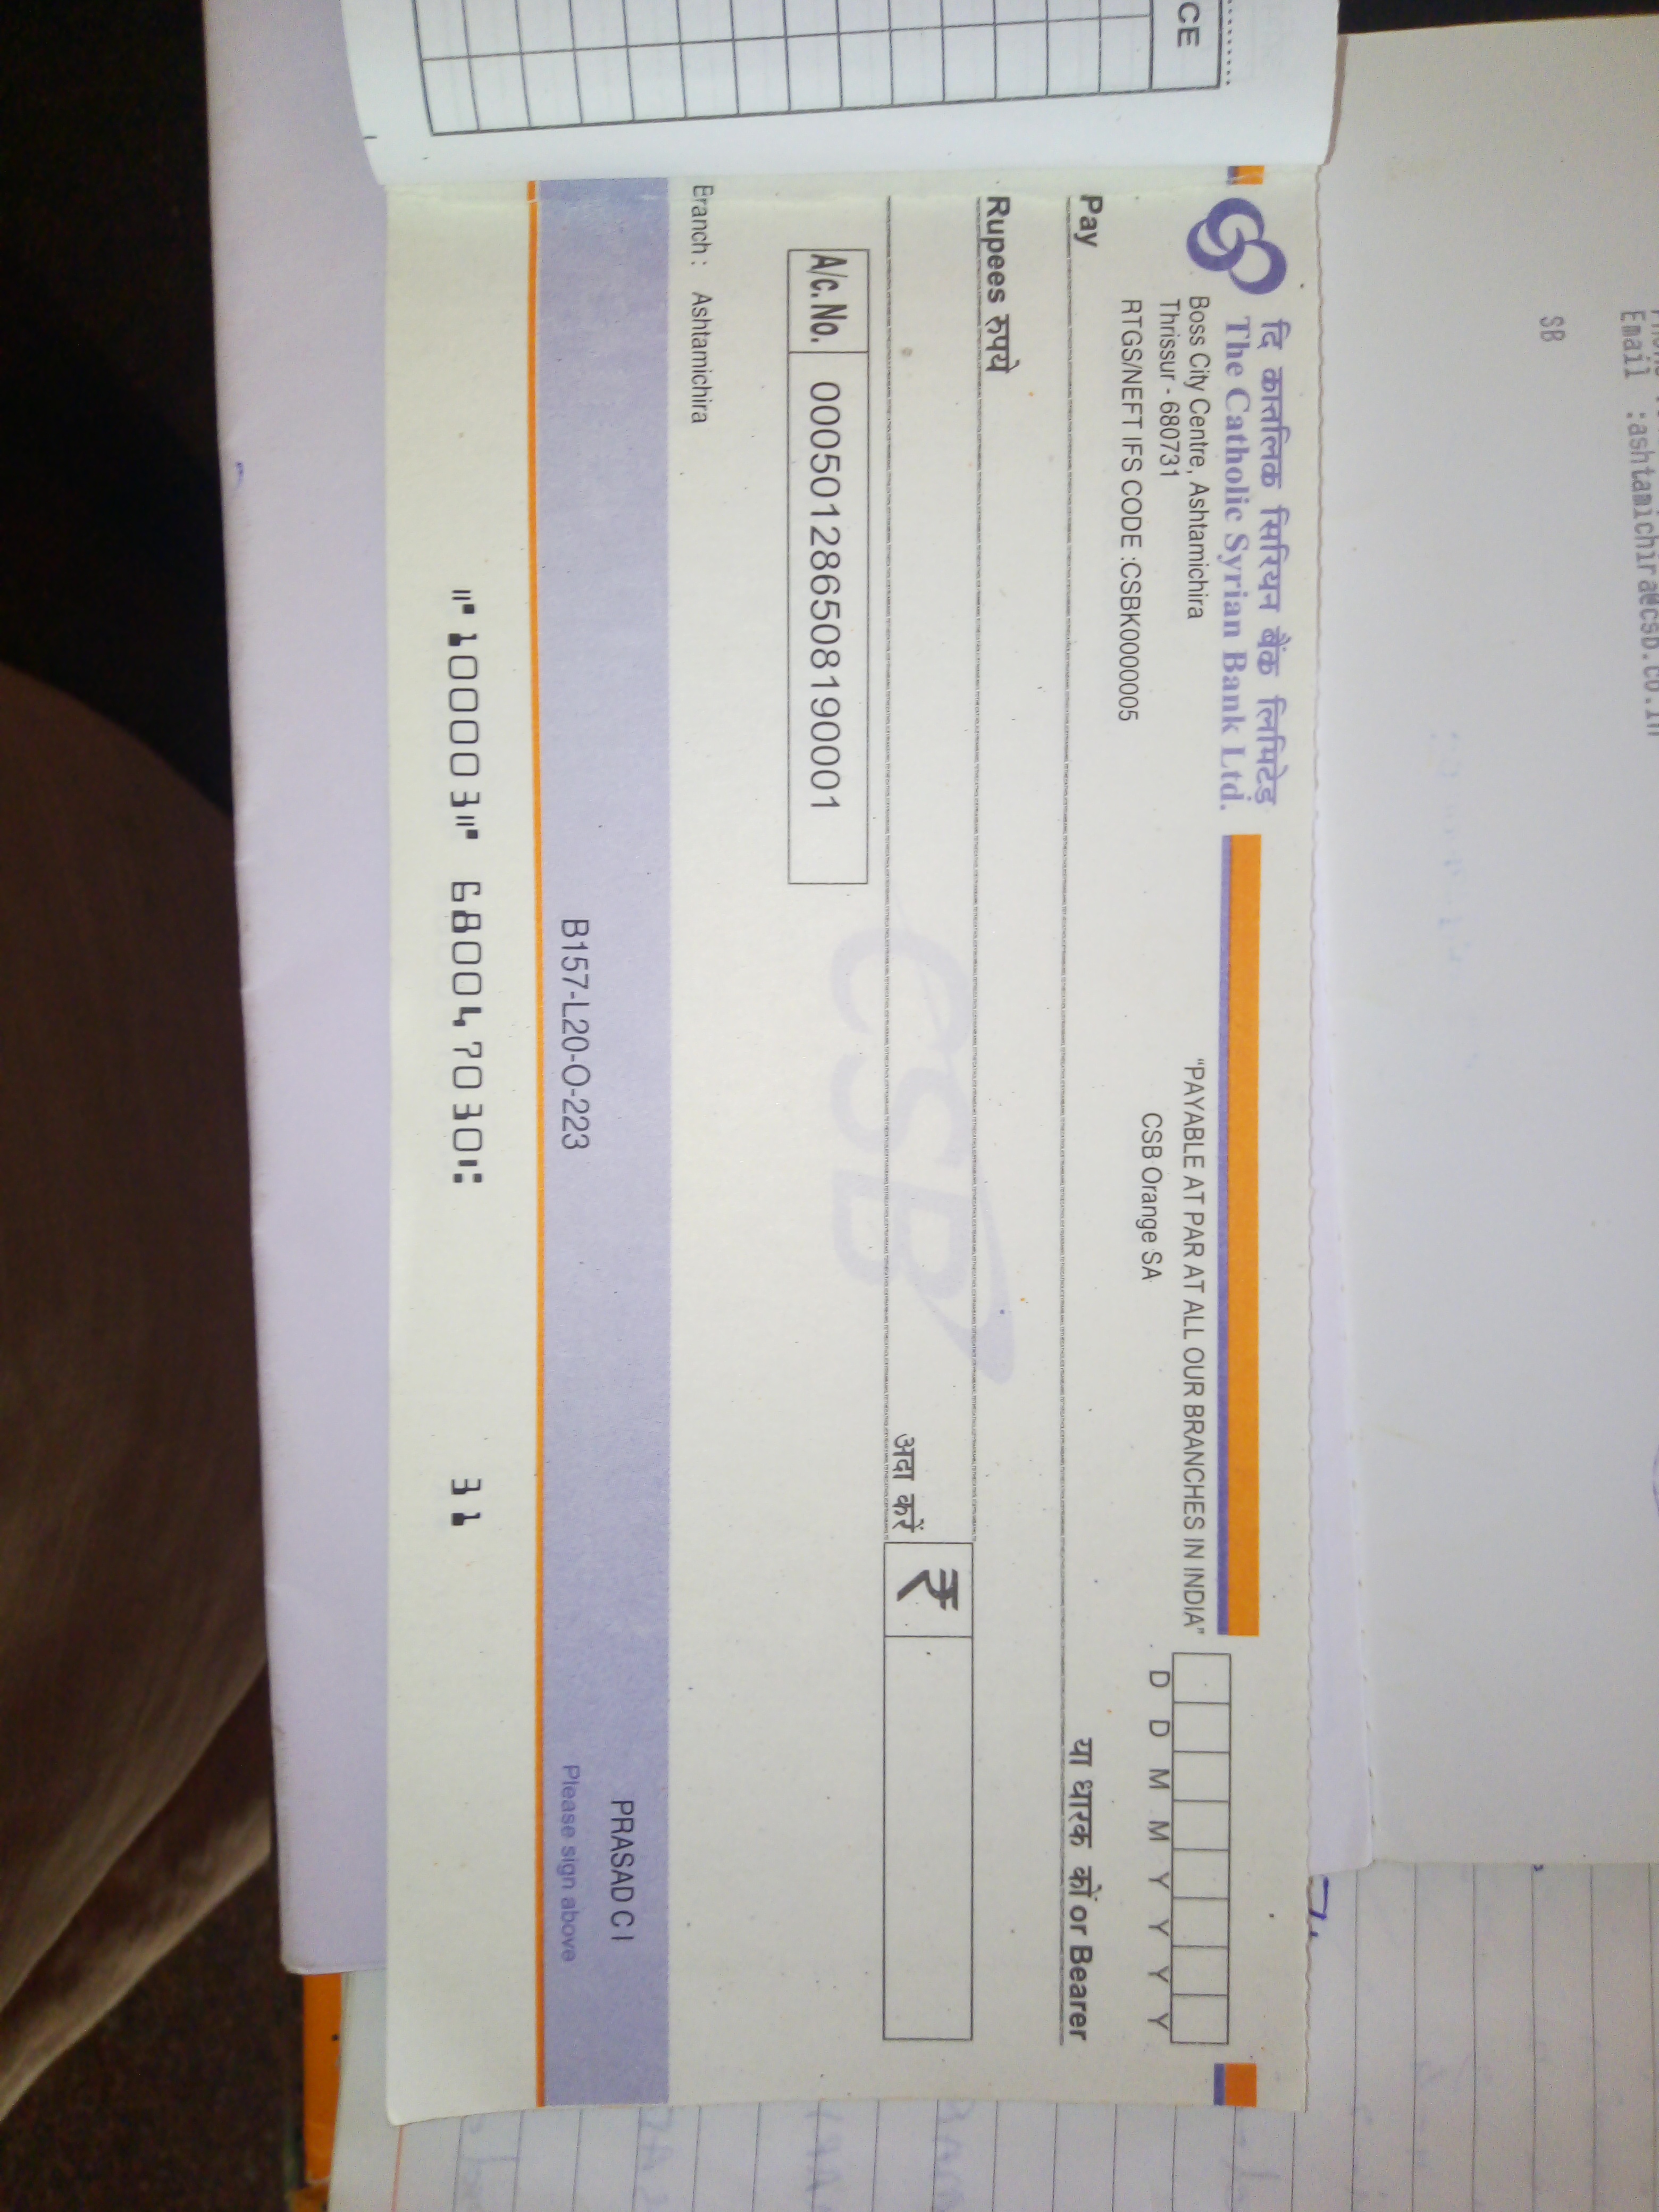 CE
दि कातलिक सिरियन बैंक लिमिटेड
The Catholic Syrian Bank Ltd.
Boss City Centre, Ashtamichira
Thrissur - 680731
RTGS/NEFT IFS CODE :CSBK0000005
"PAYABLE AT PAR AT ALL OUR BRANCHES IN INDIA"
CSB Orange SA
D D M M Y Y Y Y
Pay
या धारक कों or Bearer
Rupees रुपये
अदा करें
₹
A/c. No. 000501286508190001
CSB
Branch : Ashtamichira
PRASAD C I
B157-L20-O-223
Please sign above
⑈100003⑈ 680047030⑆ 31
SB
Email :ashtamichira@csb.co.in